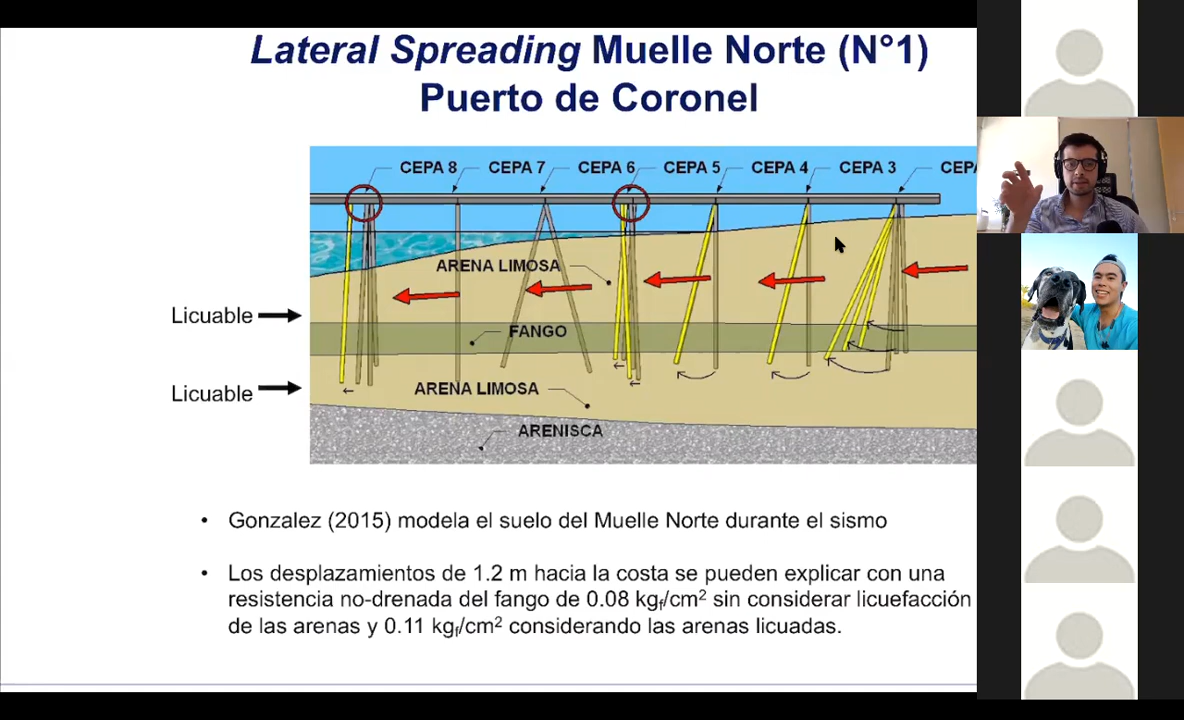 Lateral Spreading Muelle Norte (N°1)
Puerto de Coronel
CEPA 8 CEPA 7 CEPA 6 CEPA 5 CEPA 4 CEPA 3
ARENA LIMOSA
Licuable
FANGO
ARENA LIMOSA
Licuable
ARENISCA
• Gonzalez (2015) modela el suelo del Muelle Norte durante el sismo
• Los desplazamientos de 1.2 m hacia la costa se pueden explicar con una
resistencia no-drenada del fango de 0.08 kgf/cm² sin considerar licuefacción
de las arenas y 0.11 kgf/cm² considerando las arenas licuadas.